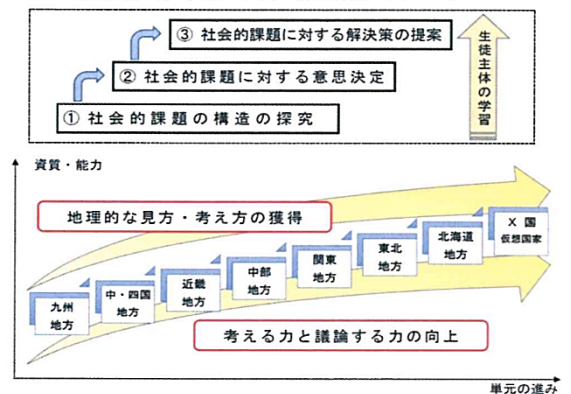 ③ 社会的課題に対する解決策の提案
② 社会的課題に対する意思決定
① 社会的課題の構造の探究
生徒主体の学習
資質・能力
地理的な見方・考え方の獲得
九州
地方
中・四国
地方
近畿
地方
中部
地方
関東
地方
東北
地方
北海道
地方
X 国
仮想国家
考える力と議論する力の向上
単元の進み